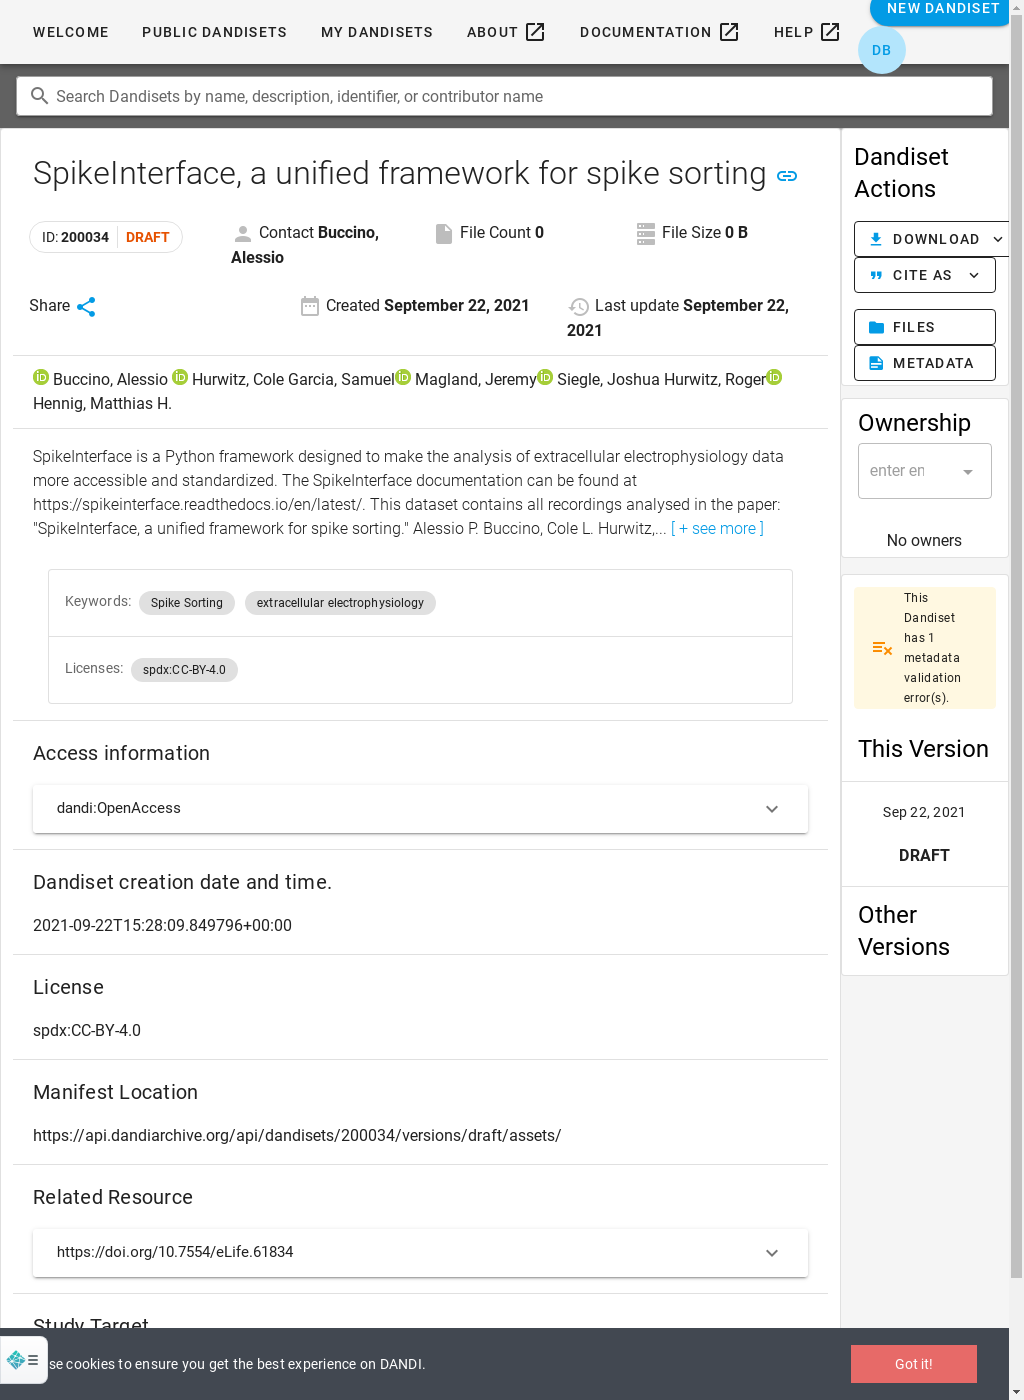 WELCOME PUBLIC DANDISETS MY DANDISETS ABOUT DOCUMENTATION HELP NEW DANDISET
DB
Search Dandisets by name, description, identifier, or contributor name
SpikeInterface, a unified framework for spike sorting
ID: 200034 DRAFT
Contact Buccino,
Alessio
File Count 0
File Size 0 B
Share
Created September 22, 2021
Last update September 22,
2021
Buccino, Alessio Hurwitz, Cole Garcia, Samuel Magland, Jeremy Siegle, Joshua Hurwitz, Roger
Hennig, Matthias H.
SpikeInterface is a Python framework designed to make the analysis of extracellular electrophysiology data
more accessible and standardized. The SpikeInterface documentation can be found at
https://spikeinterface.readthedocs.io/en/latest/. This dataset contains all recordings analysed in the paper:
"SpikeInterface, a unified framework for spike sorting." Alessio P. Buccino, Cole L. Hurwitz,... [ + see more ]
Keywords: Spike Sorting extracellular electrophysiology
Licenses: spdx:CC-BY-4.0
Access information
dandi:OpenAccess
Dandiset creation date and time.
2021-09-22T15:28:09.849796+00:00
License
spdx:CC-BY-4.0
Manifest Location
https://api.dandiarchive.org/api/dandisets/200034/versions/draft/assets/
Related Resource
https://doi.org/10.7554/eLife.61834
Study Target
Dandiset
Actions
DOWNLOAD
CITE AS
FILES
METADATA
Ownership
enter en
No owners
This
Dandiset
has 1
metadata
validation
error(s).
This Version
Sep 22, 2021
DRAFT
Other
Versions
se cookies to ensure you get the best experience on DANDI.
Got it!